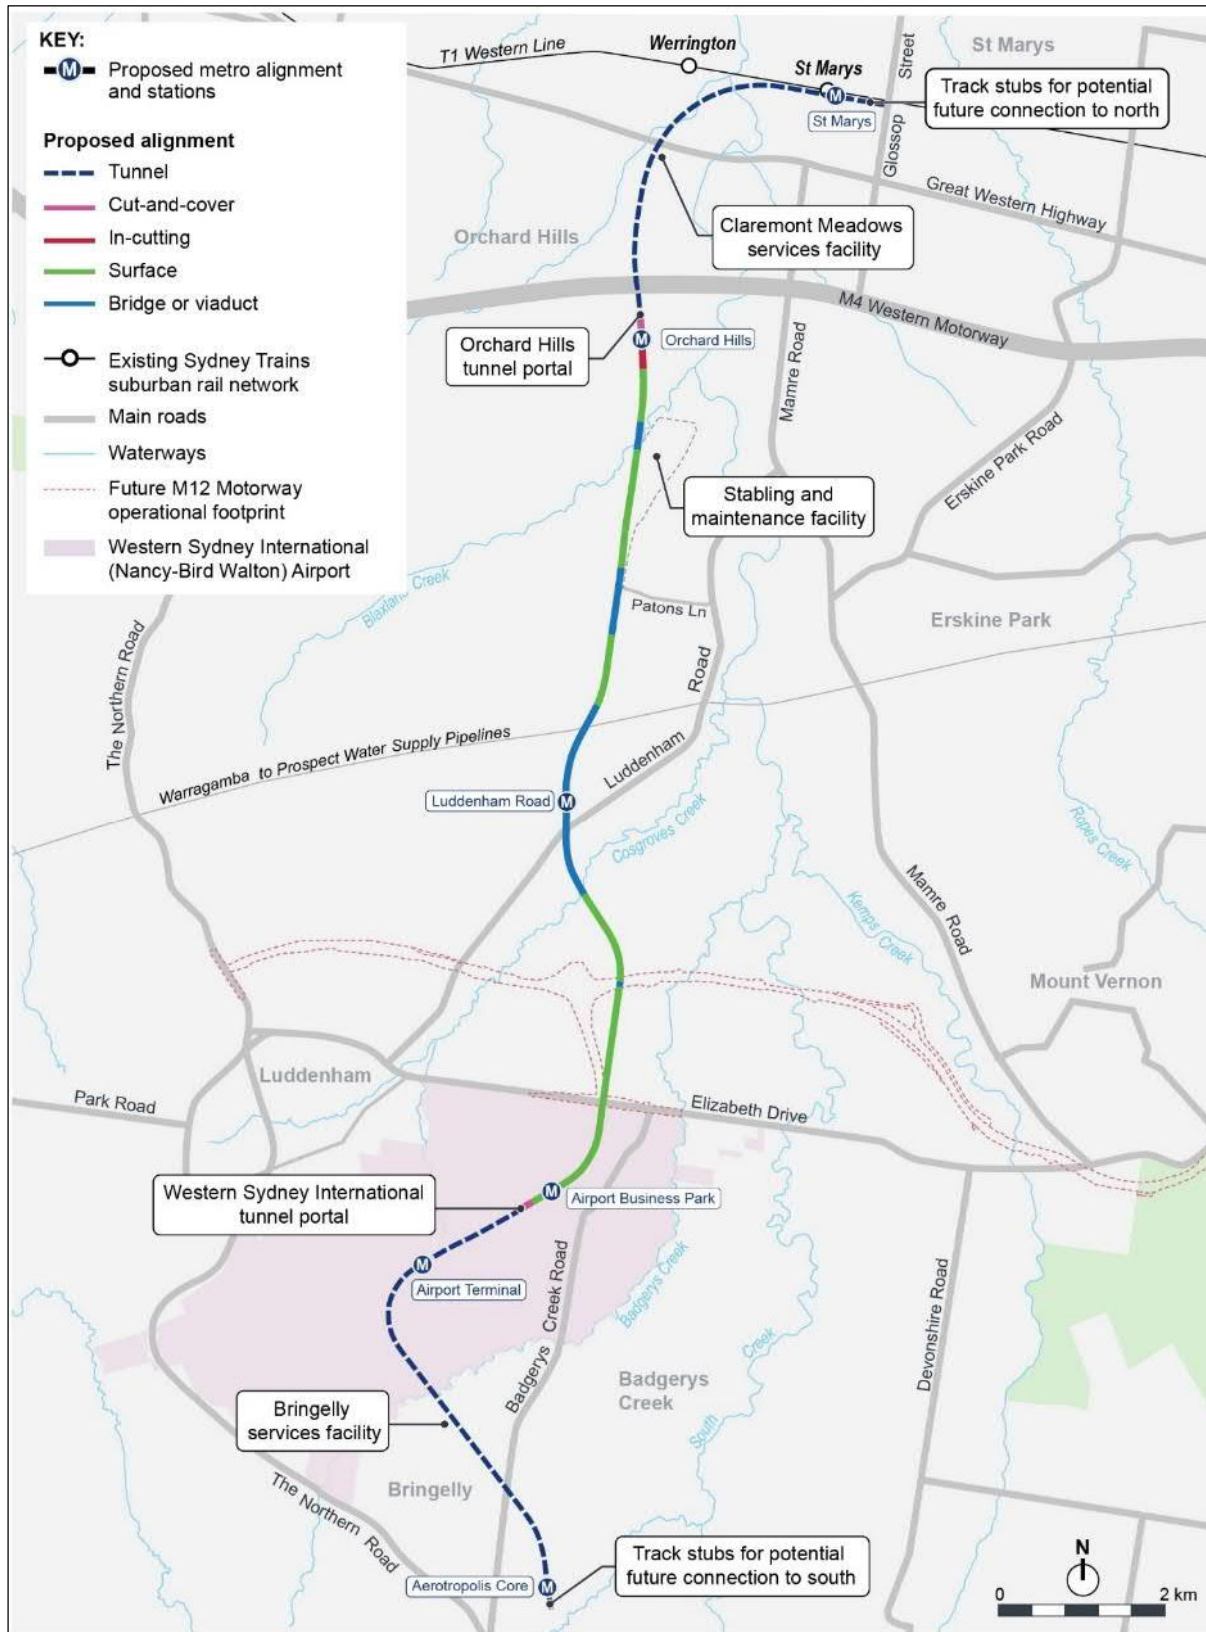 KEY:
Proposed metro alignment
and stations
Proposed alignment
Tunnel
Cut-and-cover
In-cutting
Surface
Bridge or viaduct
Existing Sydney Trains
suburban rail network
Main roads
Waterways
Future M12 Motorway
operational footprint
Western Sydney International
(Nancy-Bird Walton) Airport
T1 Western Line
Werrington
St Marys
M
St Marys
Street
Glossop
St Marys
Track stubs for potential
future connection to north
Great Western Highway
Claremont Meadows
services facility
Orchard Hills
M4 Western Motorway
Orchard Hills
tunnel portal
M
Orchard Hills
Mamre Road
Erskine Park Road
Stabling and
maintenance facility
Blaxland Creek
Patons Ln
Erskine Park
The Northern Road
Luddenham
Road
Warragamba to Prospect Water Supply Pipelines
Luddenham Road
M
Cosgroves Creek
Ropes Creek
Kemps Creek
Mamre Road
Mount Vernon
Luddenham
Park Road
Elizabeth Drive
Western Sydney International
tunnel portal
M
Airport Business Park
M
Airport Terminal
Badgerys Creek Road
Badgerys Creek
Devonshire Road
Badgerys
Creek
South
Creek
Bringelly
services facility
Bringelly
The Northern Road
Aerotropolis Core
M
Track stubs for potential
future connection to south
N
0
2 km